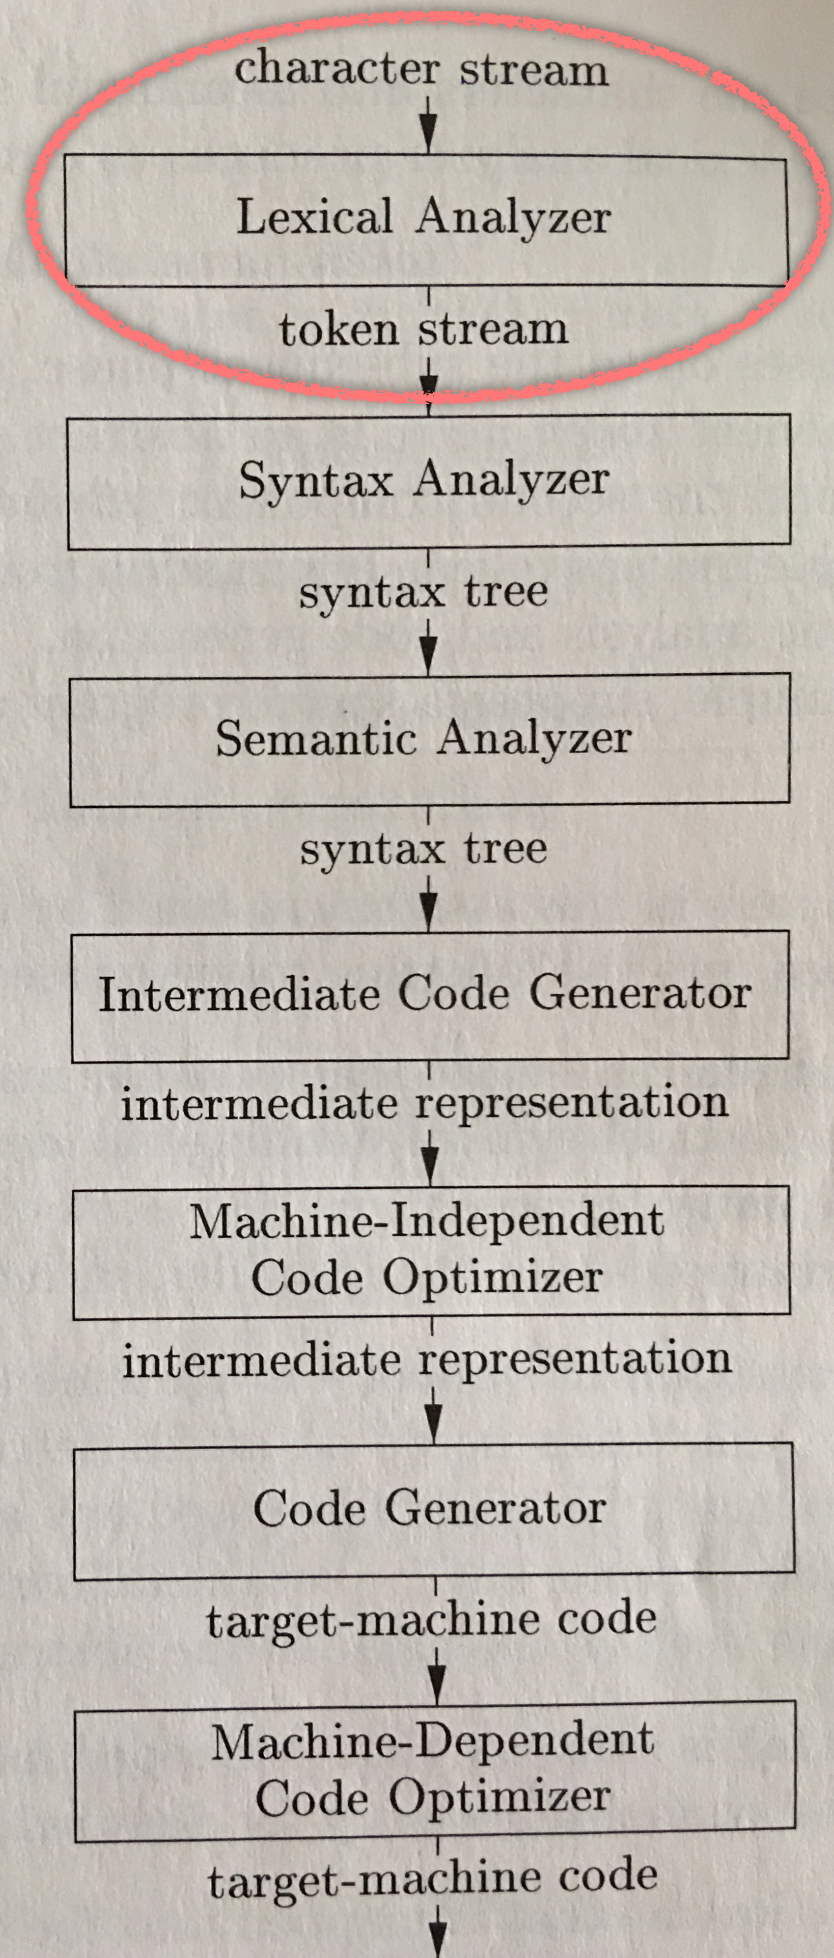 character stream
Lexical Analyzer
token stream
Syntax Analyzer
syntax tree
Semantic Analyzer
syntax tree
Intermediate Code Generator
intermediate representation
Machine-Independent
Code Optimizer
intermediate representation
Code Generator
target-machine code
Machine-Dependent
Code Optimizer
target-machine code